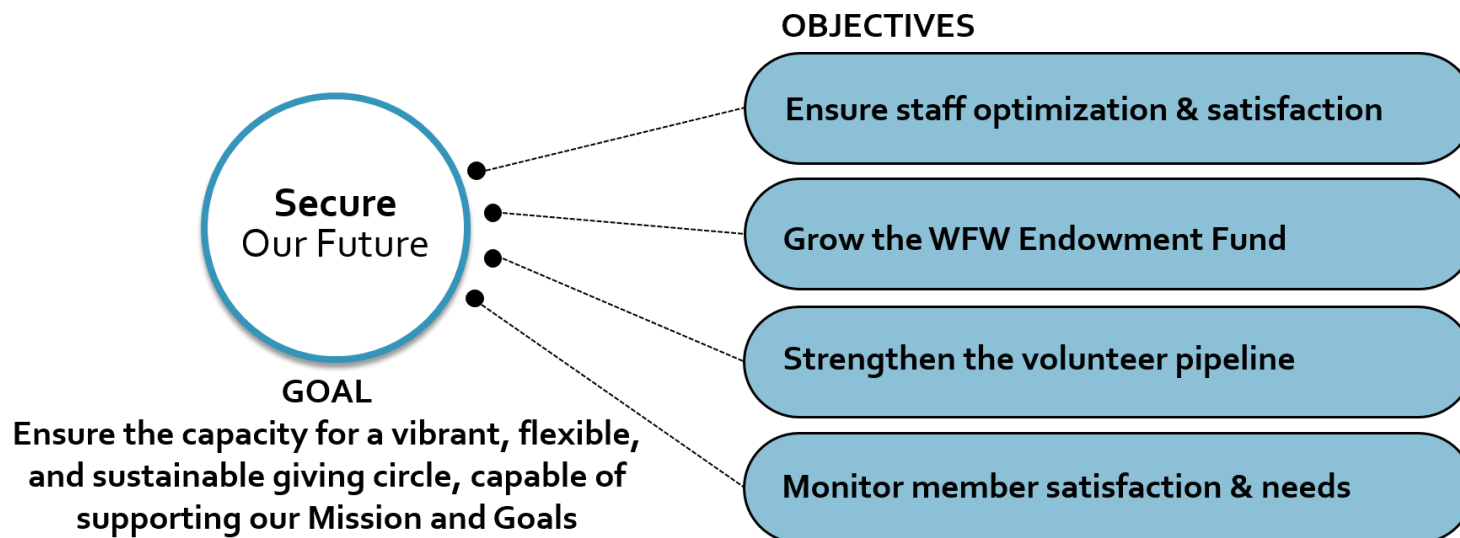 Secure
Our Future
GOAL
Ensure the capacity for a vibrant, flexible,
and sustainable giving circle, capable of
supporting our Mission and Goals
OBJECTIVES
Ensure staff optimization & satisfaction
Grow the WFW Endowment Fund
Strengthen the volunteer pipeline
Monitor member satisfaction & needs